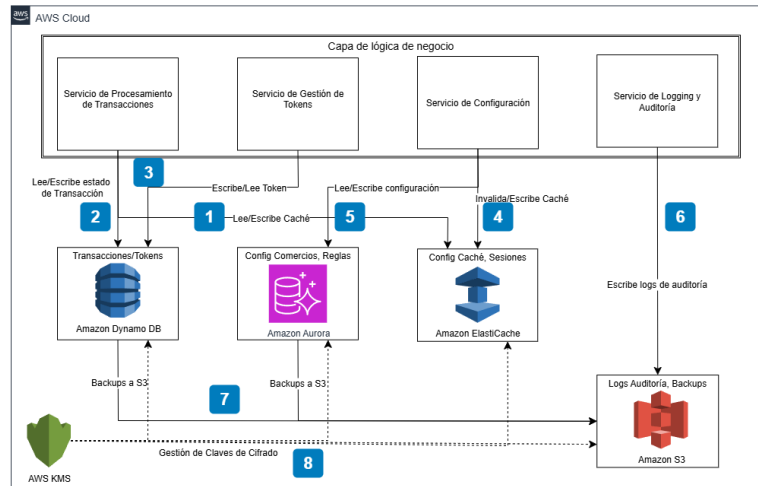 aws
AWS Cloud
Capa de lógica de negocio
Servicio de Procesamiento
de Transacciones
Servicio de Gestión de
Tokens
Servicio de Configuración
Servicio de Logging y
Auditoría
3
Lee/Escribe estado
de Transacción
Escribe/Lee Token
Lee/Escribe configuración
Invalida/Escribe Caché
2
1
Lee/Escribe Caché
5
4
6
Transacciones/Tokens
Amazon Dynamo DB
Config Comercios, Reglas
Amazon Aurora
Config Caché, Sesiones
Amazon ElastiCache
Escribe logs de auditoría
Backups a S3
Backups a S3
7
Logs Auditoría, Backups
Amazon S3
AWS KMS
Gestión de Claves de Cifrado
8